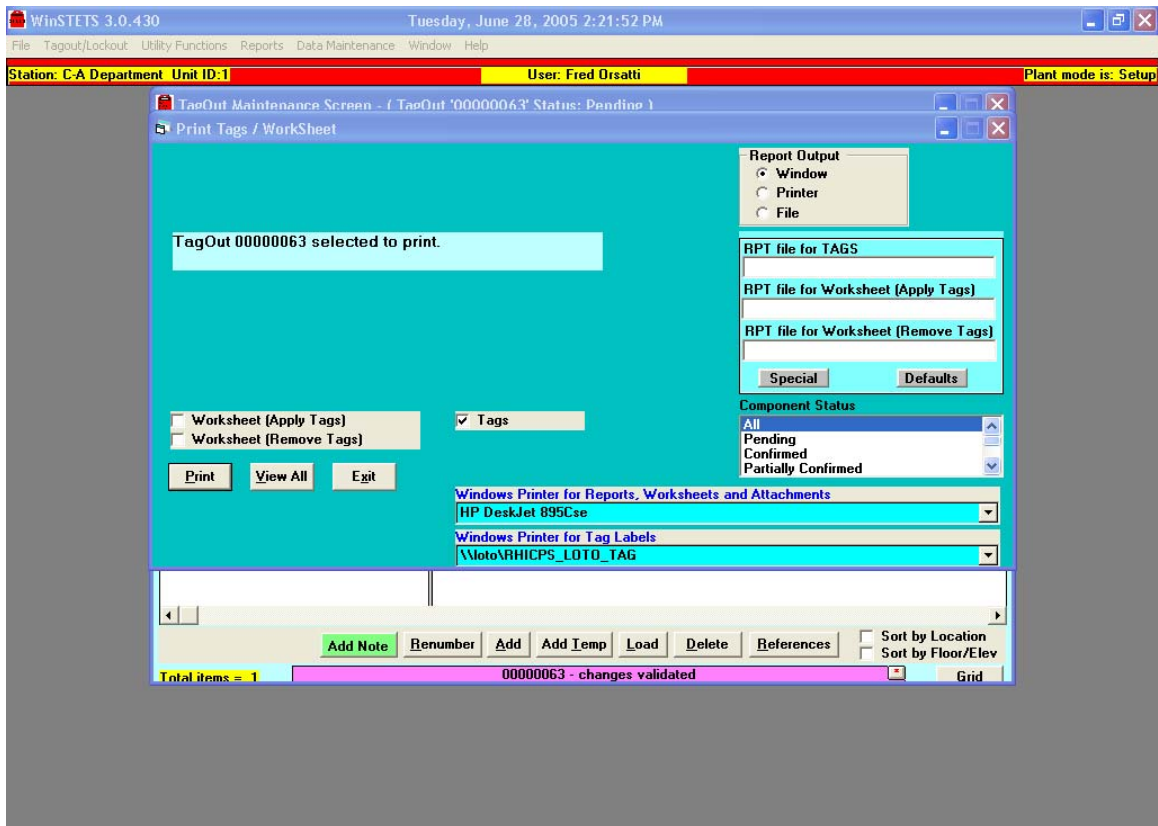 WinSTETS 3.0.430 Tuesday, June 28, 2005 2:21:52 PM
File Tagout/Lockout Utility Functions Reports Data Maintenance Window Help
Station: C-A Department Unit ID:1 User: Fred Orsatti Plant mode is: Setup
TagOut Maintenance Screen - ( TagOut '00000063' Status: Pending )
Print Tags / WorkSheet
Report Output
Window
Printer
File
TagOut 00000063 selected to print.
RPT file for TAGS
RPT file for Worksheet (Apply Tags)
RPT file for Worksheet (Remove Tags)
Special Defaults
Component Status
All
Pending
Confirmed
Partially Confirmed
Worksheet (Apply Tags)
Worksheet (Remove Tags)
Tags
Print View All Exit
Windows Printer for Reports, Worksheets and Attachments
HP DeskJet 895Cse
Windows Printer for Tag Labels
\\loto\RHICPS_LOTO_TAG
Add Note Renumber Add Add Temp Load Delete References
Sort by Location
Sort by Floor/Elev
Total items = 1 00000063 - changes validated * Grid